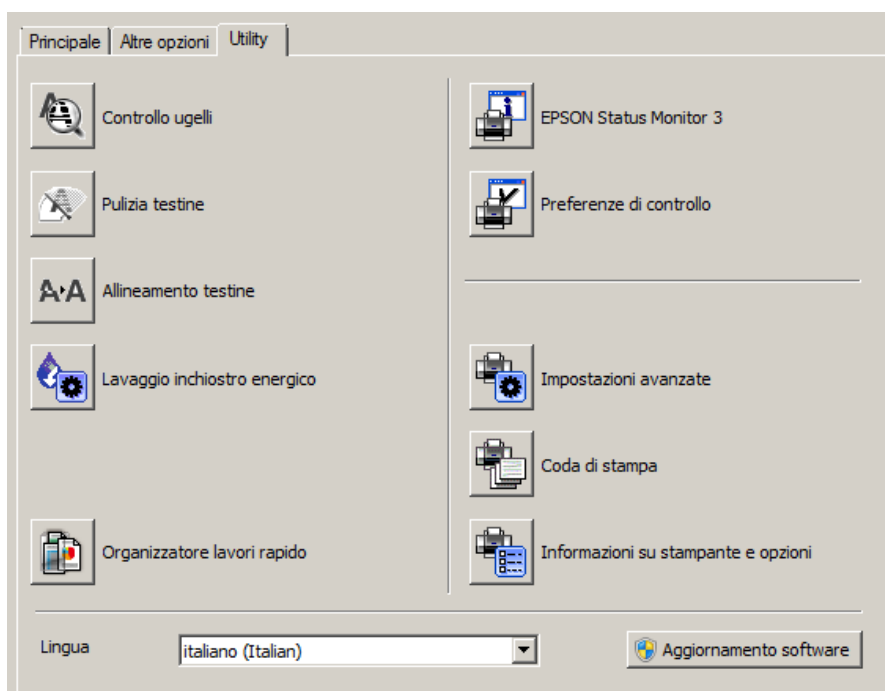 Principale
Altre opzioni
Utility
Controllo ugelli
EPSON Status Monitor 3
Pulizia testine
Preferenze di controllo
Allineamento testine
Lavaggio inchiostro energico
Impostazioni avanzate
Coda di stampa
Organizzatore lavori rapido
Informazioni su stampante e opzioni
Lingua
italiano (Italian)
Aggiornamento software